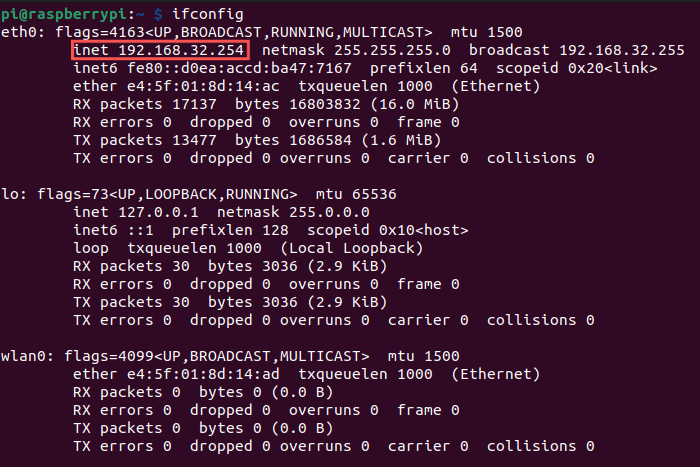 pi@raspberrypi:~ $ ifconfig
eth0: flags=4163<UP,BROADCAST,RUNNING,MULTICAST>  mtu 1500
        inet 192.168.32.254  netmask 255.255.255.0  broadcast 192.168.32.255
        inet6 fe80::d0ea:accd:ba47:7167  prefixlen 64  scopeid 0x20<link>
        ether e4:5f:01:8d:14:ac  txqueuelen 1000  (Ethernet)
        RX packets 17137  bytes 16803832 (16.0 MiB)
        RX errors 0  dropped 0  overruns 0  frame 0
        TX packets 13477  bytes 1686584 (1.6 MiB)
        TX errors 0  dropped 0 overruns 0  carrier 0  collisions 0

lo: flags=73<UP,LOOPBACK,RUNNING>  mtu 65536
        inet 127.0.0.1  netmask 255.0.0.0
        inet6 ::1  prefixlen 128  scopeid 0x10<host>
        loop  txqueuelen 1000  (Local Loopback)
        RX packets 30  bytes 3036 (2.9 KiB)
        RX errors 0  dropped 0  overruns 0  frame 0
        TX packets 30  bytes 3036 (2.9 KiB)
        TX errors 0  dropped 0 overruns 0  carrier 0  collisions 0

wlan0: flags=4099<UP,BROADCAST,MULTICAST>  mtu 1500
        ether e4:5f:01:8d:14:ad  txqueuelen 1000  (Ethernet)
        RX packets 0  bytes 0 (0.0 B)
        RX errors 0  dropped 0  overruns 0  frame 0
        TX packets 0  bytes 0 (0.0 B)
        TX errors 0  dropped 0 overruns 0  carrier 0  collisions 0